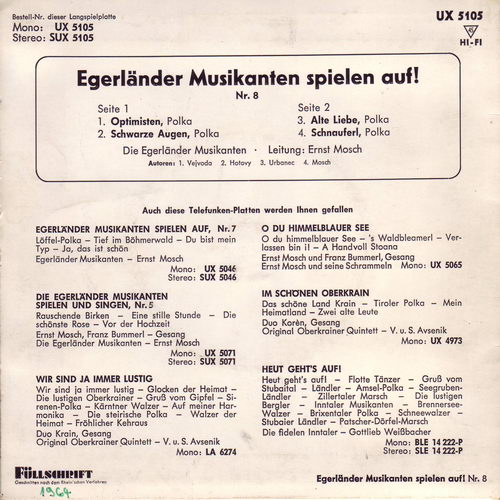 Bestell-Nr. dieser Langspielplatte
Mono: UX 5105
Stereo: SUX 5105
UX 5105
45
HI-FI
Egerländer Musikanten spielen auf!
Nr. 8
Seite 1
1. Optimisten, Polka
2. Schwarze Augen, Polka
Seite 2
3. Alte Liebe, Polka
4. Schnauferl, Polka
Die Egerländer Musikanten · Leitung: Ernst Mosch
Autoren: 1. Vejvoda 2. Hotovy 3. Urbanec 4. Mosch
Auch diese Telefunken-Platten werden Ihnen gefallen
EGERLÄNDER MUSIKANTEN SPIELEN AUF, Nr. 7
Löffel-Polka – Tief im Böhmerwald – Du bist mein
Typ – Ja, das ist schön
Egerländer Musikanten – Ernst Mosch
Mono: UX 5046
Stereo: SUX 5046
DIE EGERLÄNDER MUSIKANTEN
SPIELEN UND SINGEN, Nr. 5
Rauschende Birken – Eine stille Stunde – Die
schönste Rose – Vor der Hochzeit
Ernst Mosch, Franz Bummerl, Gesang
Die Egerländer Musikanten – Ernst Mosch
Mono: UX 5071
Stereo: SUX 5071
WIR SIND JA IMMER LUSTIG
Wir sind ja immer lustig – Glocken der Heimat –
Die lustigen Oberkrainer – Gruß vom Gipfel – Si-
renen-Polka – Kärntner Walzer – Auf meiner Har-
monika – Die steirische Polka – Walzer der
Heimat – Fröhlicher Kehraus
Duo Krain, Gesang
Original Oberkrainer Quintett – V. u. S. Avsenik
Mono: LA 6274
O DU HIMMELBLAUER SEE
O du himmelblauer See – 's Waldbleamerl – Ver-
lassen bin i! – A Handvoll Stoana
Ernst Mosch und Franz Bummerl, Gesang
Ernst Mosch und seine Schrammeln Mono: UX 5065
IM SCHÖNEN OBERKRAIN
Das schöne Land Krain – Tiroler Polka – Mein
Heimatland – Zwei alte Leute
Duo Korèn, Gesang
Original Oberkrainer Quintett – V. u. S. Avsenik
Mono: UX 4973
HEUT GEHT'S AUF!
Heut geht's auf! – Flotte Tänzer – Gruß vom
Stubaital – Ländler – Amsel-Polka – Seegruben-
Ländler – Zillertaler Marsch – Die lustigen
Bergler – Inntaler Musikanten – Brennersee-
Walzer – Brixentaler Polka – Schneewalzer –
Stubaier Ländler – Patscher-Dörfel-Marsch
Die fidelen Inntaler – Gottlieb Weißbacher
Mono: BLE 14 222-P
Stereo: SLE 14 222-P
FÜLLSCHRIFT
Geschnitten nach dem Rhein'schen Verfahren
1964
Egerländer Musikanten spielen auf! Nr. 8